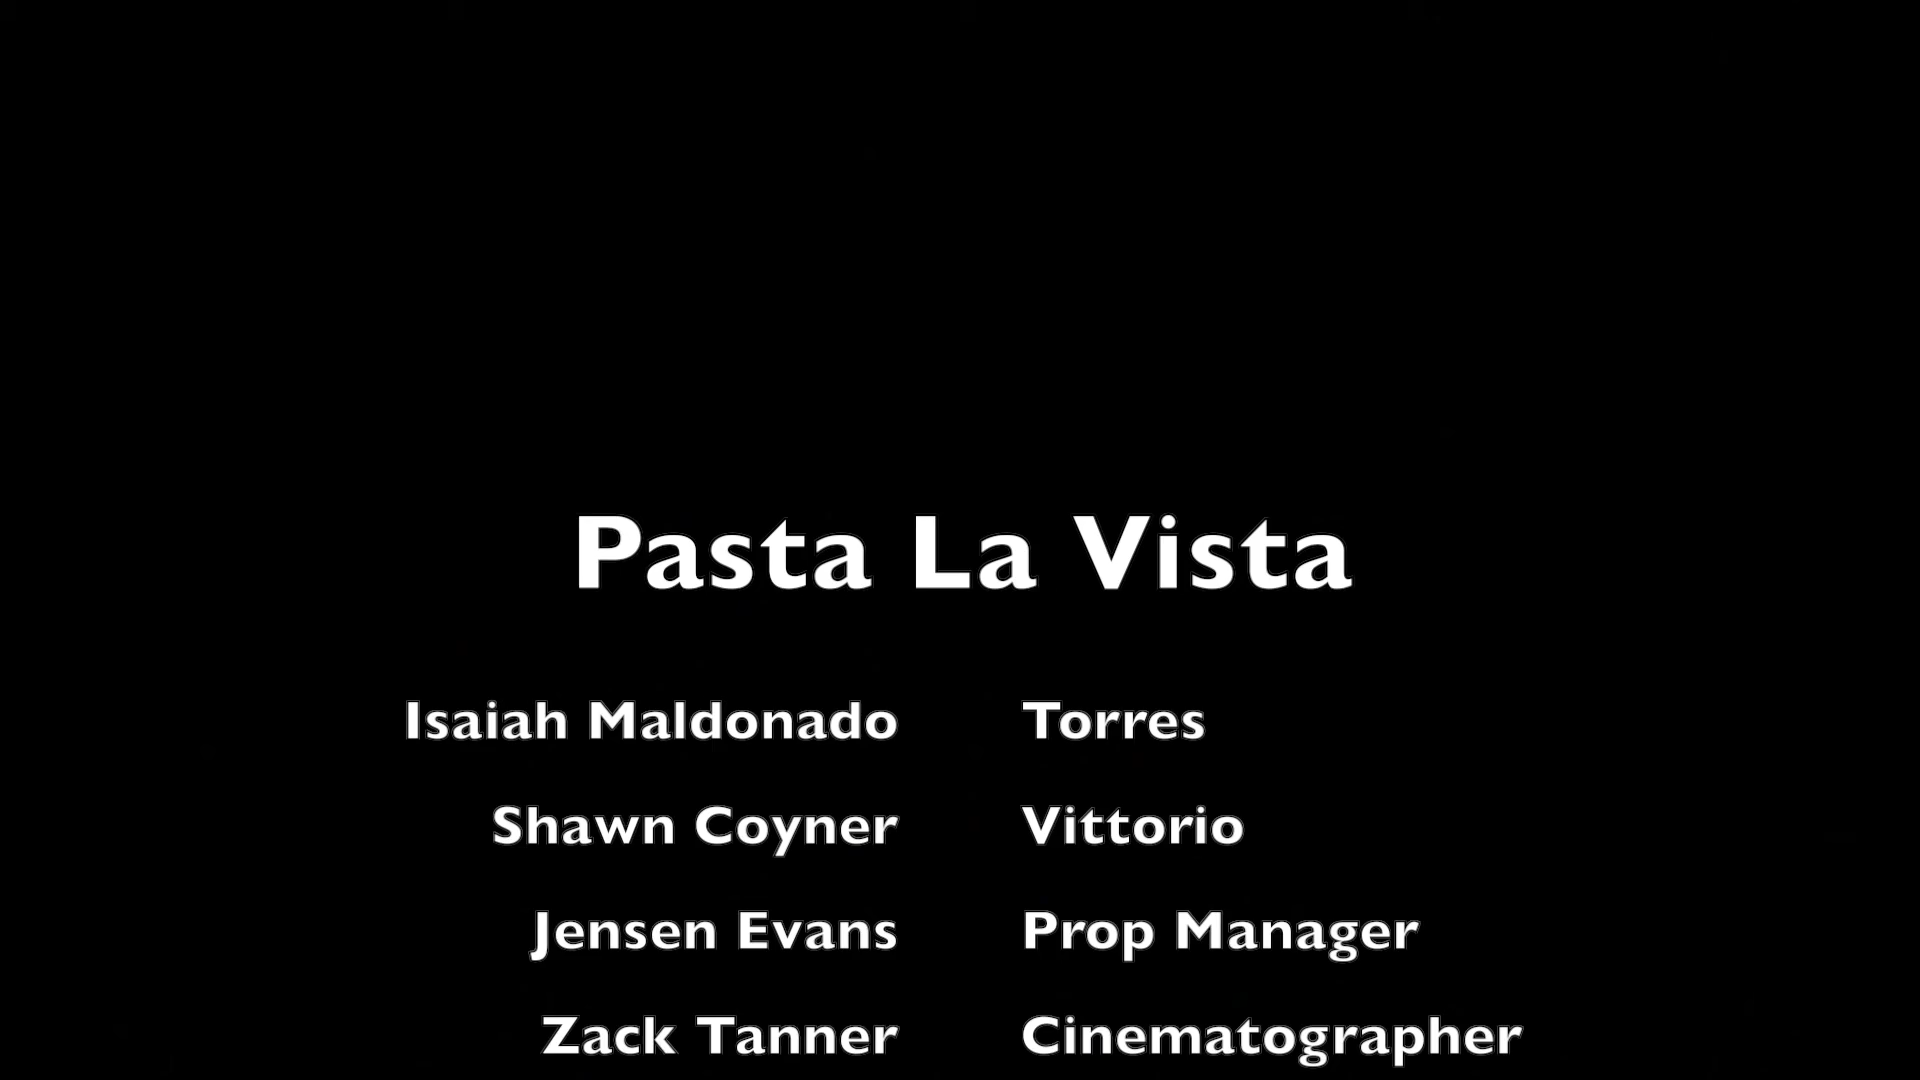 Pasta La Vista
Isaiah Maldonado Torres
Shawn Coyner Vittorio
Jensen Evans Prop Manager
Zack Tanner Cinematographer